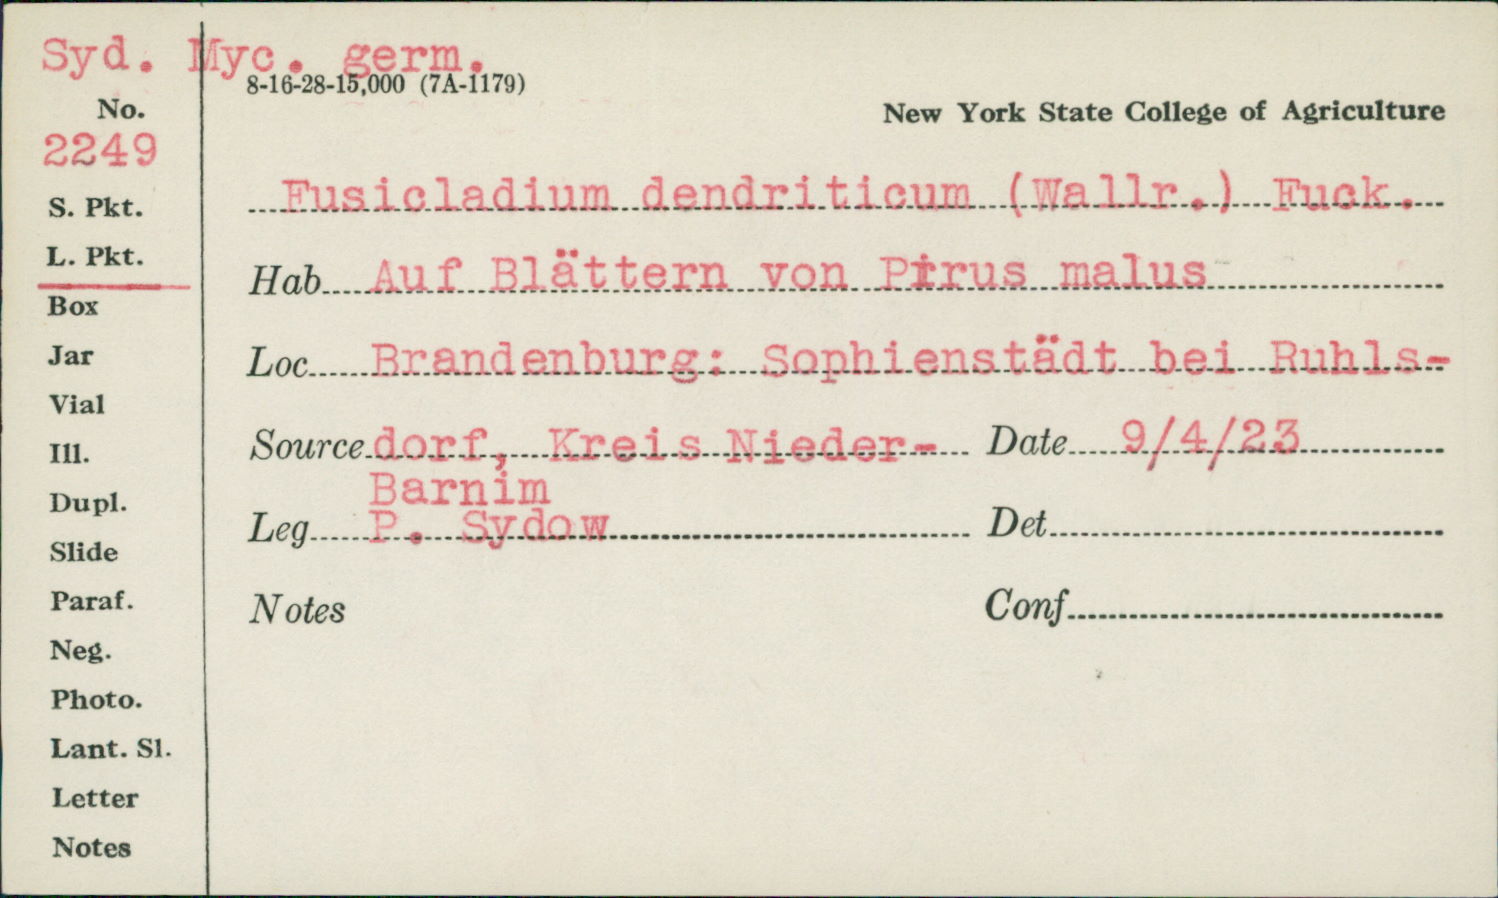 Syd. Myc. germ.
8-16-28-15,000 (7A-1179)
No.
New York State College of Agriculture
2249
S. Pkt.
Fusicladium dendriticum (Wallr.) Fuck.
L. Pkt.
Hab. Auf Blättern von Pirus malus
Box
Jar
Loc. Brandenburg: Sophienstädt bei Ruhls-
Vial
Ill.
Source dorf, Kreis Nieder- Date 9/4/23
Barnim
Dupl.
Leg. P. Sydow Det.
Slide
Paraf.
Notes Conf.
Neg.
Photo.
Lant. Sl.
Letter
Notes